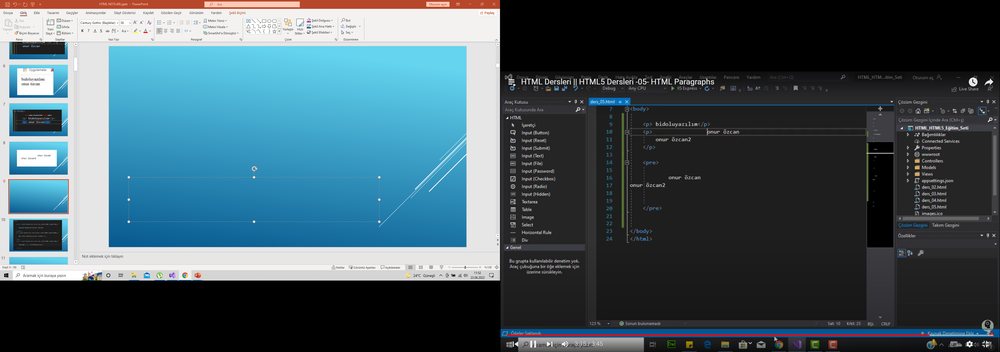 HTML NOTLARI.pptx - PowerPoint
Ara
Oturum açın
Dosya Giriş Ekle Tasarım Geçişler Animasyonlar Slayt Gösterisi Kaydet Gözden Geçir Görünüm Yardım Şekil Biçimi
Paylaş
Yapıştır
Kes
Kopyala
Biçim Boyacısı
Pano
Yeni
Slayt
Düzen
Sıfırla
Bölüm
Slaytlar
Century Gothic (Başlıklar) 36
Yazı Tipi
Metin Yönü
Metni Hizala
SmartArt'a Dönüştür
Paragraf
Yerleştir
Hızlı
Stiller
Şekil Dolgusu
Şekil Ana Hattı
Şekil Efektleri
Çizim
Bul
Değiştir
Seç
Düzenleme
onur özcan
6
Uygulamalar
bidoluyazılım
onur özcan
7
<body>
<p> bidoluyazılım</p>
<p> onur özcan</p>
8
onur özcan
onur özcan2
9
10
11
Not eklemek için tıklayın
Slayt 9 / 88
Notlar
Görüntü Ayarları
Açıklamalar
%108
Aramak için buraya yazın
24°C Güneşli
11:52
23.06.2022
Dosya Düzen Görünüm Proje Derle Hata Ayıkla Test Analiz Araçlar Uzantılar Pencere Yardım
Ara (Ctrl+Q)
HTML_HTM...itim_Seti
Oturum aç
HTML Dersleri || HTML5 Dersleri -05- HTML Paragraphs
Debug
Any CPU
IIS Express
Live Share
Araç Kutusu
Araç Kutusunda Ara
HTML
İşaretçi
Input (Button)
Input (Reset)
Input (Submit)
Input (Text)
Input (File)
Input (Password)
Input (Checkbox)
Input (Radio)
Input (Hidden)
Textarea
Table
Image
Select
Horizontal Rule
Div
Genel
Bu grupta kullanılabilir denetim yok.
Araç çubuğuna bir öğe eklemek için
üzerine sürükleyin.
ders_05.html
7 <body>
8
9 <p> bidoluyazılım</p>
10 <p> onur özcan
11 onur özcan2
12 </p>
13
14 <pre>
15
16 onur özcan
17 onur özcan2
18
19
20 </pre>
21
22
23 </body>
24 </html>
123 %
Sorun bulunamadı
Sat: 10 Krkt: 25 BŞL CRLF
Çözüm Gezgini
Çözüm Gezgini İçinde Ara (Ctrl+ş)
HTML_HTML5_Eğitim_Seti
Bağımlılıklar
Connected Services
Properties
wwwroot
Controllers
Models
Views
appsettings.json
ders_02.html
ders_03.html
ders_04.html
ders_05.html
images.ico
Çözüm Gezgini Takım Gezgini
Özellikler
Öğeler Saklandı
Kaynak Denetimine Ekle
2
3:15 / 3:45
Aramak için buraya yazın
Dw
2